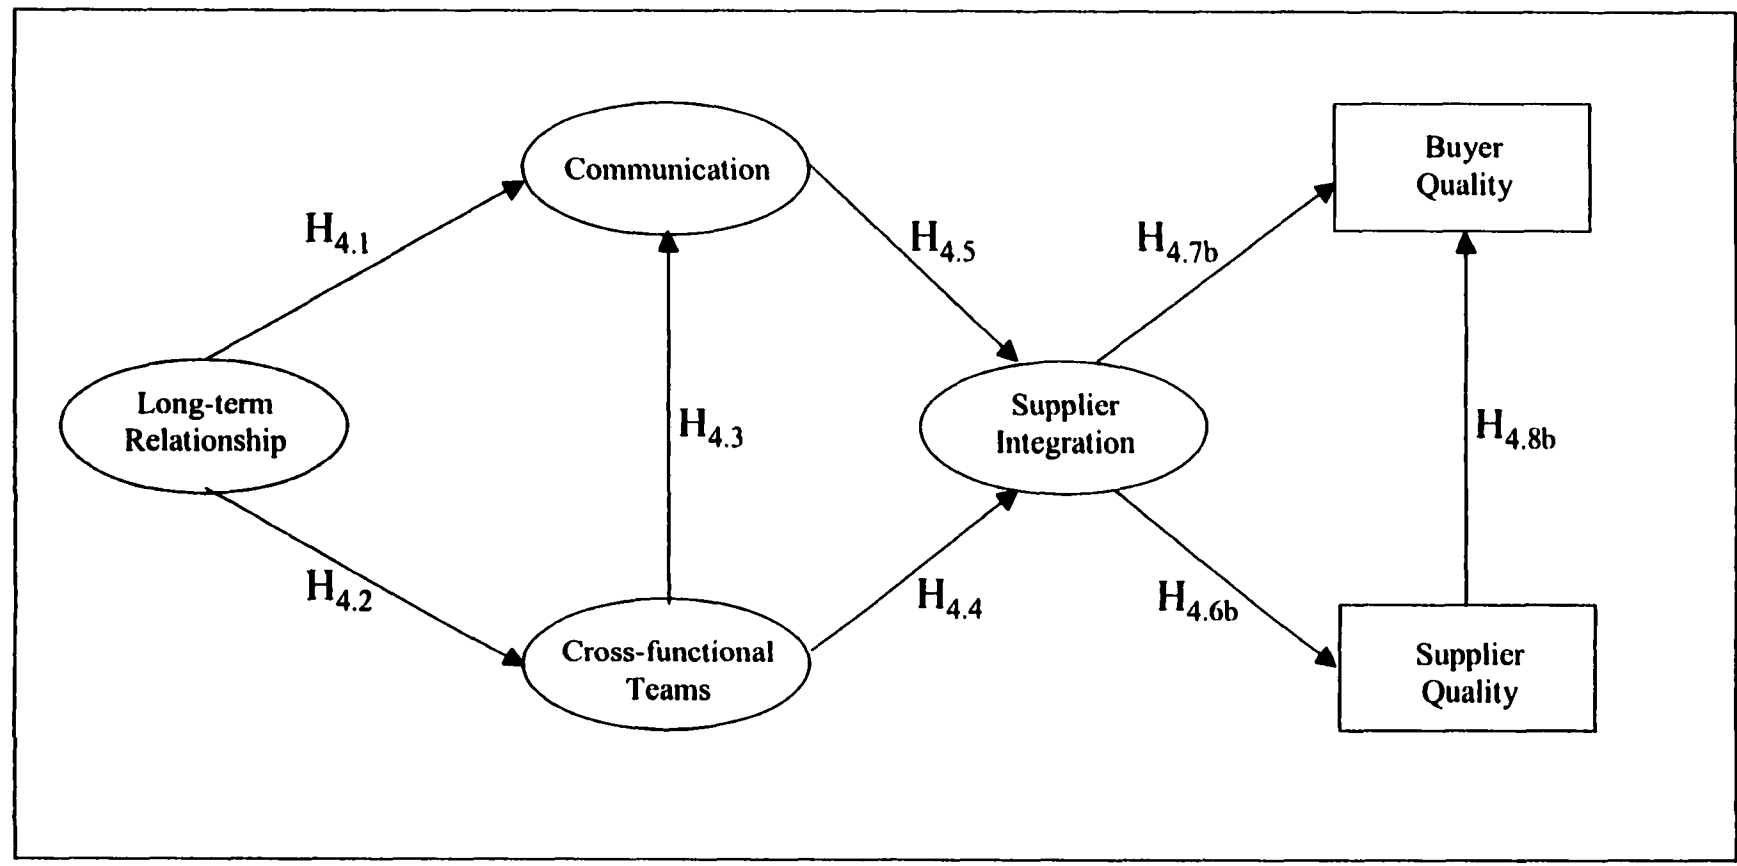 Communication
Buyer
Quality
H4.1
H4.5
H4.7b
Long-term
Relationship
H4.3
Supplier
Integration
H4.8b
H4.2
H4.4
H4.6b
Cross-functional
Teams
Supplier
Quality